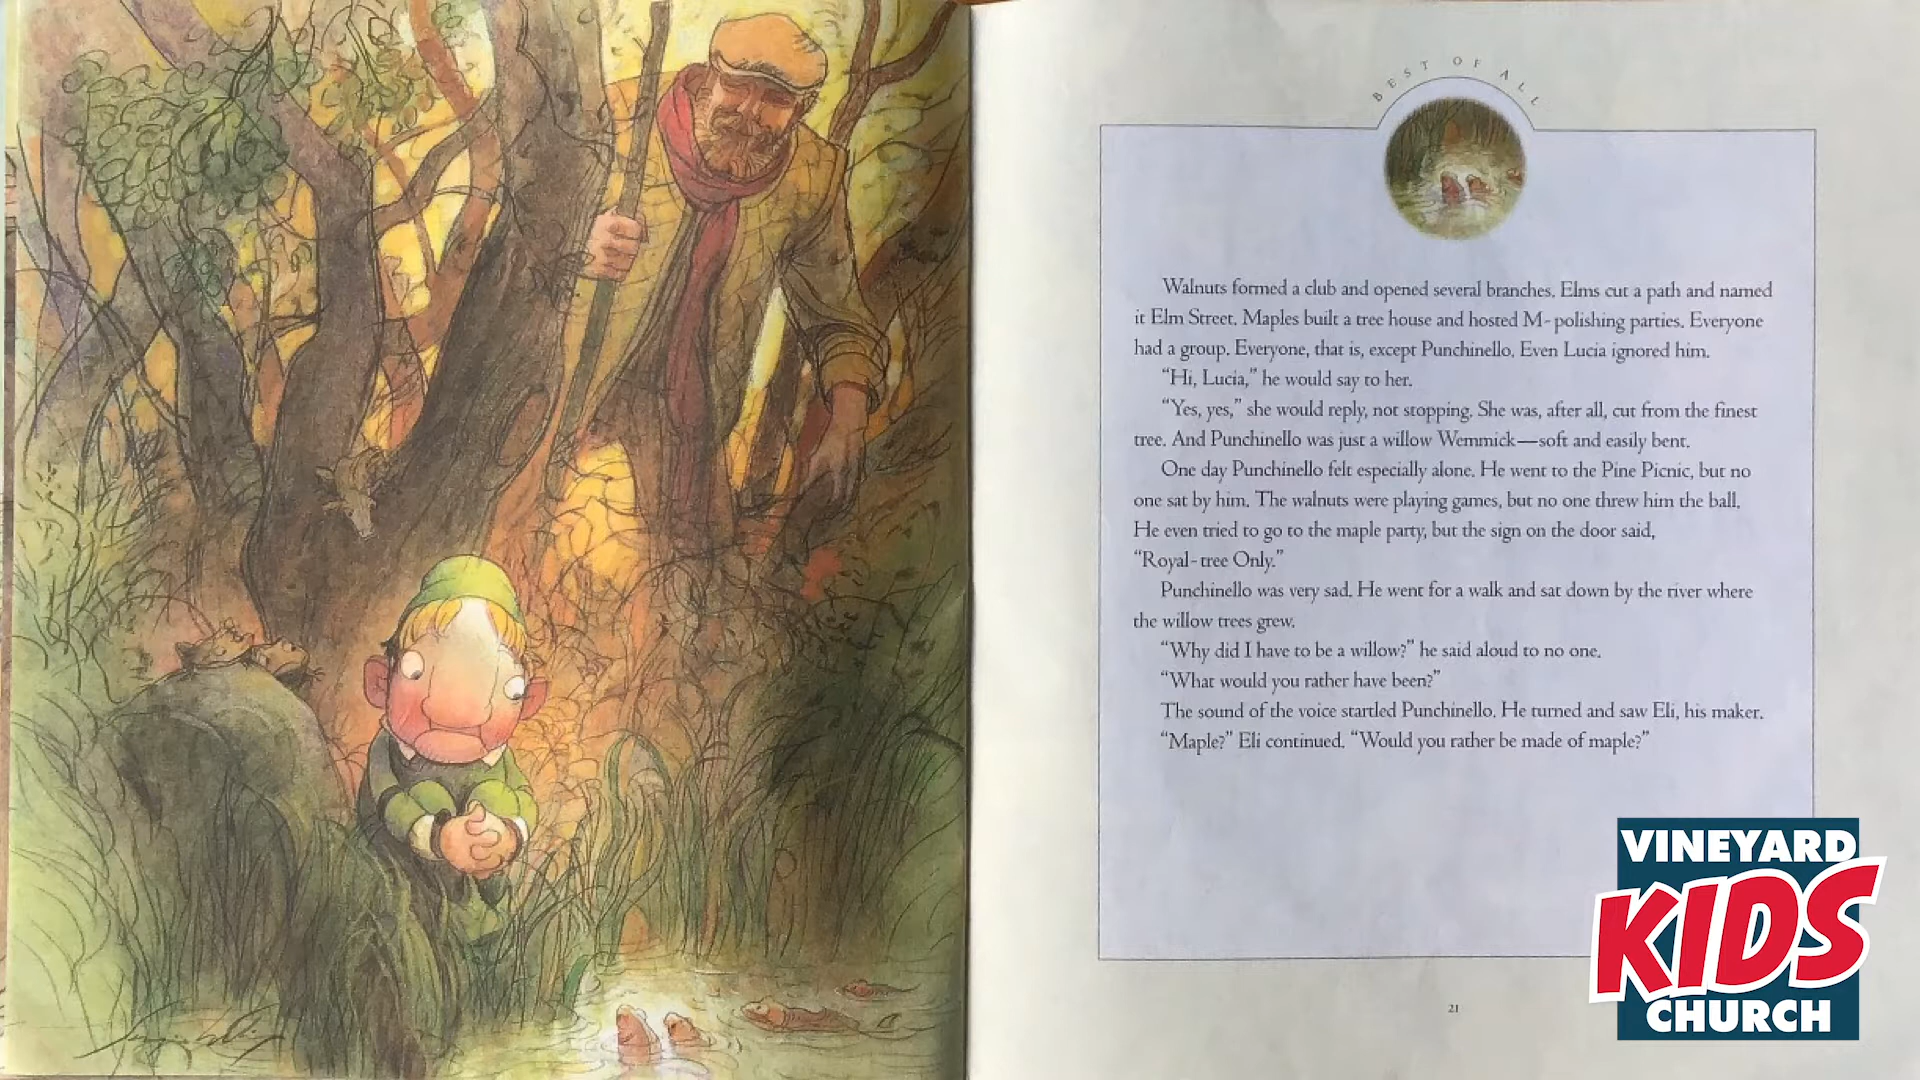 BEST OF ALL
Walnuts formed a club and opened several branches. Elms cut a path and named
it Elm Street. Maples built a tree house and hosted M-polishing parties. Everyone
had a group. Everyone, that is, except Punchinello. Even Lucia ignored him.
“Hi, Lucia,” he would say to her.
“Yes, yes,” she would reply, not stopping. She was, after all, cut from the finest
tree. And Punchinello was just a willow Wemmick—soft and easily bent.
One day Punchinello felt especially alone. He went to the Pine Picnic, but no
one sat by him. The walnuts were playing games, but no one threw him the ball.
He even tried to go to the maple party, but the sign on the door said,
“Royal-tree Only.”
Punchinello was very sad. He went for a walk and sat down by the river where
the willow trees grew.
“Why did I have to be a willow?” he said aloud to no one.
“What would you rather have been?”
The sound of the voice startled Punchinello. He turned and saw Eli, his maker.
“Maple?” Eli continued. “Would you rather be made of maple?”
21
VINEYARD
KIDS
CHURCH